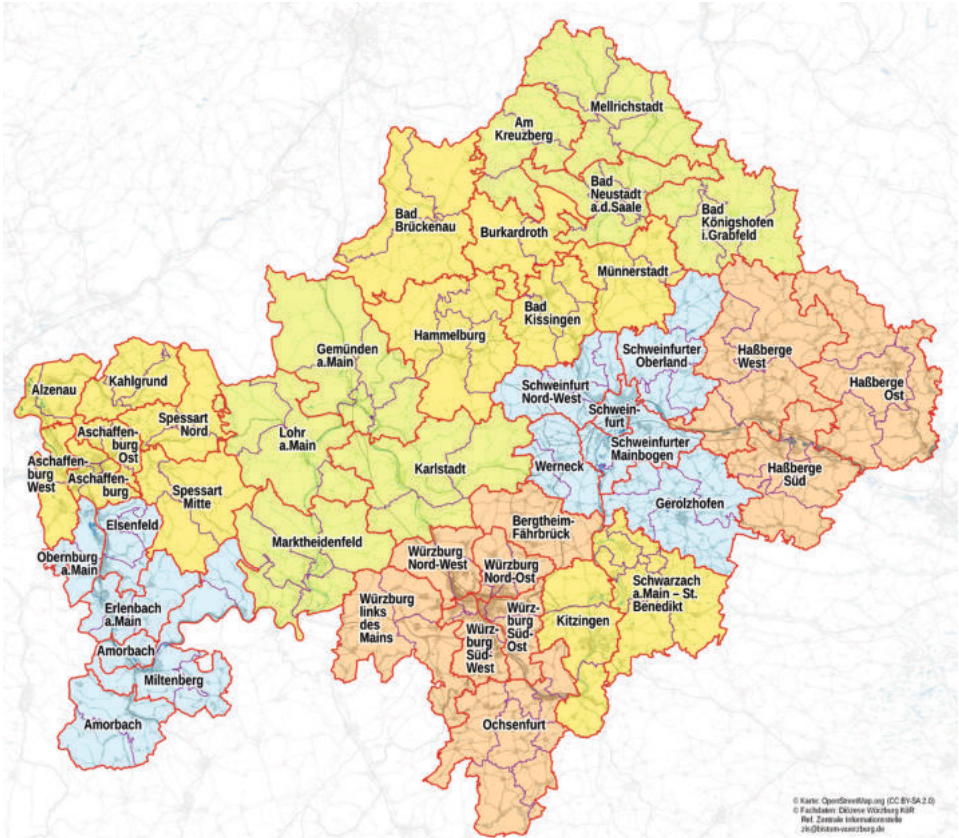 Mellrichstadt
Am
Kreuzberg
Bad
Neustadt
a.d.Saale
Bad
Brückenau
Burkardroth
Bad
Königshofen
i.Grabfeld
Münnerstadt
Bad
Kissingen
Hammelburg
Gemünden
a.Main
Schweinfurter
Oberland
Haßberge
West
Haßberge
Ost
Alzenau
Kahlgrund
Schweinfurt
Nord-West
Schwein-
furt
Spessart
Nord
Lohr
a.Main
Aschaffen-
burg
Ost
Schweinfurter
Mainbogen
Aschaffen-
burg
West
Aschaffen-
burg
Karlstadt
Werneck
Haßberge
Süd
Spessart
Mitte
Gerolzhofen
Elsenfeld
Bergtheim-
Fährbrück
Marktheidenfeld
Obernburg
a.Main
Würzburg
Nord-West
Würzburg
Nord-Ost
Schwarzach
a.Main – St.
Benedikt
Erlenbach
a.Main
Würzburg
links
des
Mains
Würz-
burg
Süd-
Ost
Kitzingen
Würz-
burg
Süd-
West
Amorbach
Miltenberg
Amorbach
Ochsenfurt
© Karte: OpenStreetMap.org (CC BY-SA 2.0)
© Fachdaten: Diözese Würzburg KdöR
Ref. Zentrale Informationsstelle
zis@bistum-wuerzburg.de